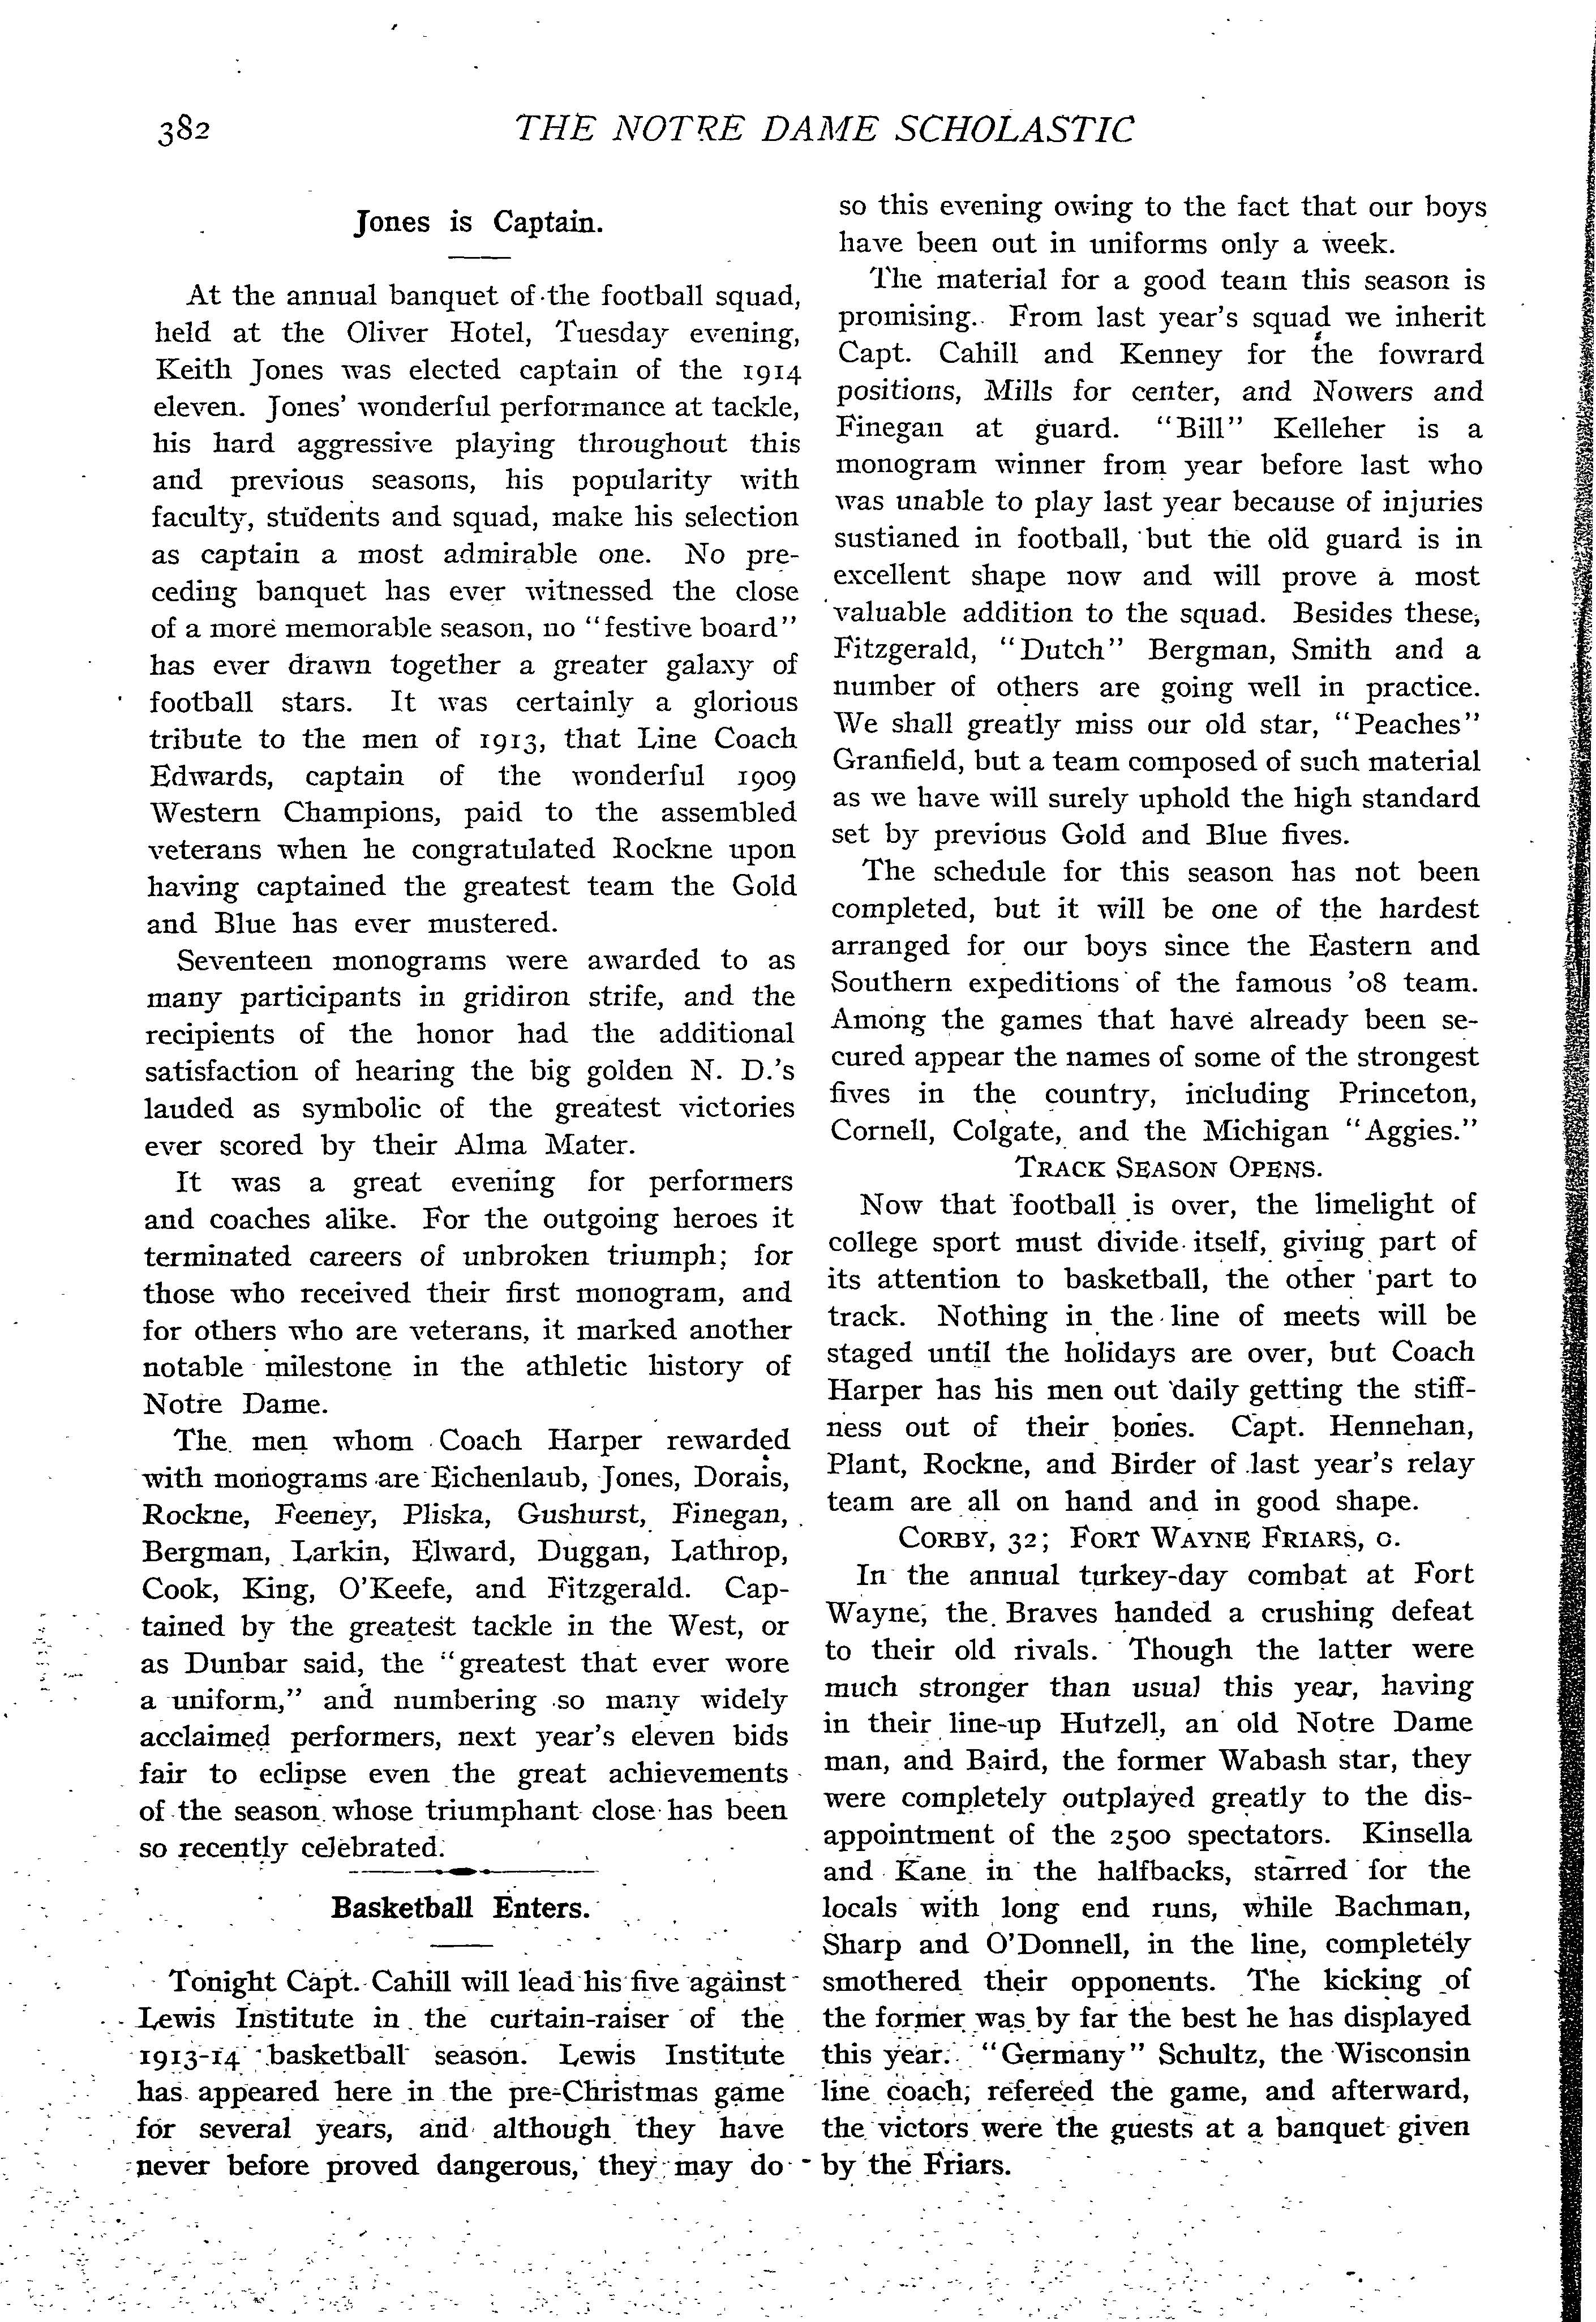 382
THE NOTRE DAME SCHOLASTIC
Jones is Captain.
At the annual banquet of the football squad,
held at the Oliver Hotel, Tuesday evening,
Keith Jones was elected captain of the 1914
eleven. Jones' wonderful performance at tackle,
his hard aggressive playing throughout this
and previous seasons, his popularity with
faculty, students and squad, make his selection
as captain a most admirable one. No pre-
ceding banquet has ever witnessed the close
of a more memorable season, no "festive board"
has ever drawn together a greater galaxy of
football stars. It was certainly a glorious
tribute to the men of 1913, that Line Coach
Edwards, captain of the wonderful 1909
Western Champions, paid to the assembled
veterans when he congratulated Rockne upon
having captained the greatest team the Gold
and Blue has ever mustered.
Seventeen monograms were awarded to as
many participants in gridiron strife, and the
recipients of the honor had the additional
satisfaction of hearing the big golden N. D.'s
lauded as symbolic of the greatest victories
ever scored by their Alma Mater.
It was a great evening for performers
and coaches alike. For the outgoing heroes it
terminated careers of unbroken triumph; for
those who received their first monogram, and
for others who are veterans, it marked another
notable milestone in the athletic history of
Notre Dame.
The men whom Coach Harper rewarded
with monograms are Eichenlaub, Jones, Dorais,
Rockne, Feeney, Pliska, Gushurst, Finegan,
Bergman, Larkin, Elward, Duggan, Lathrop,
Cook, King, O'Keefe, and Fitzgerald. Cap-
tained by the greatest tackle in the West, or
as Dunbar said, the "greatest that ever wore
a uniform," and numbering so many widely
acclaimed performers, next year's eleven bids
fair to eclipse even the great achievements
of the season whose triumphant close has been
so recently celebrated.
Basketball Enters.
Tonight Capt. Cahill will lead his five against
Lewis Institute in the curtain-raiser of the
1913-14 basketball season. Lewis Institute
has appeared here in the pre-Christmas game
for several years, and although they have
never before proved dangerous, they may do
so this evening owing to the fact that our boys
have been out in uniforms only a week.
The material for a good team this season is
promising. From last year's squad we inherit
Capt. Cahill and Kenney for the fowrard
positions, Mills for center, and Nowers and
Finegan at guard. "Bill" Kelleher is a
monogram winner from year before last who
was unable to play last year because of injuries
sustianed in football, but the old guard is in
excellent shape now and will prove a most
valuable addition to the squad. Besides these,
Fitzgerald, "Dutch" Bergman, Smith and a
number of others are going well in practice.
We shall greatly miss our old star, "Peaches"
Granfield, but a team composed of such material
as we have will surely uphold the high standard
set by previous Gold and Blue fives.
The schedule for this season has not been
completed, but it will be one of the hardest
arranged for our boys since the Eastern and
Southern expeditions of the famous '08 team.
Among the games that have already been se-
cured appear the names of some of the strongest
fives in the country, including Princeton,
Cornell, Colgate, and the Michigan "Aggies."
TRACK SEASON OPENS.
Now that football is over, the limelight of
college sport must divide itself, giving part of
its attention to basketball, the other part to
track. Nothing in the line of meets will be
staged until the holidays are over, but Coach
Harper has his men out daily getting the stiff-
ness out of their bones. Capt. Hennehan,
Plant, Rockne, and Birder of last year's relay
team are all on hand and in good shape.
CORBY, 32; FORT WAYNE FRIARS, 0.
In the annual turkey-day combat at Fort
Wayne, the Braves handed a crushing defeat
to their old rivals. Though the latter were
much stronger than usual this year, having
in their line-up Hutzell, an old Notre Dame
man, and Baird, the former Wabash star, they
were completely outplayed greatly to the dis-
appointment of the 2500 spectators. Kinsella
and Kane in the halfbacks, starred for the
locals with long end runs, while Bachman,
Sharp and O'Donnell, in the line, completely
smothered their opponents. The kicking of
the former was by far the best he has displayed
this year. "Germany" Schultz, the Wisconsin
line coach, refereed the game, and afterward,
the victors were the guests at a banquet given
by the Friars.